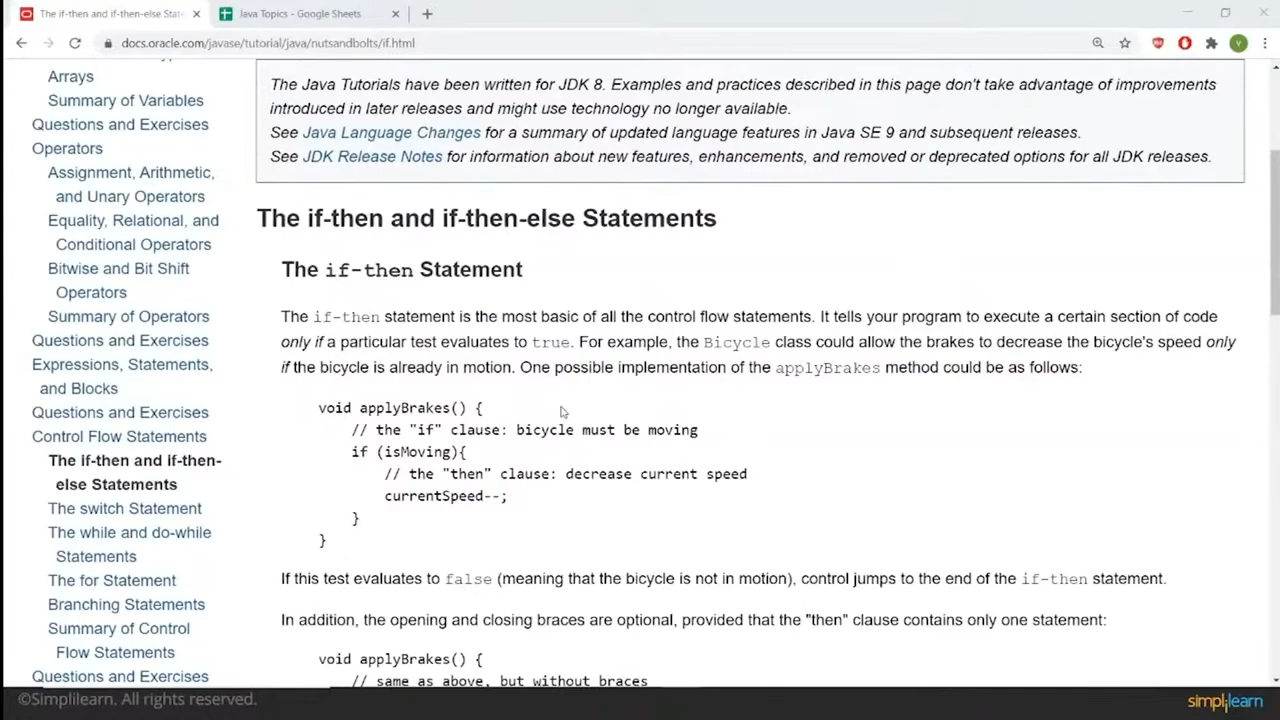 The if-then and if-then-else State
Java Topics - Google Sheets
docs.oracle.com/javase/tutorial/java/nutsandbolts/if.html
V
Arrays
Summary of Variables
Questions and Exercises
Operators
Assignment, Arithmetic,
and Unary Operators
Equality, Relational, and
Conditional Operators
Bitwise and Bit Shift
Operators
Summary of Operators
Questions and Exercises
Expressions, Statements,
and Blocks
Questions and Exercises
Control Flow Statements
The if-then and if-then-
else Statements
The switch Statement
The while and do-while
Statements
The for Statement
Branching Statements
Summary of Control
Flow Statements
Questions and Exercises
The Java Tutorials have been written for JDK 8. Examples and practices described in this page don't take advantage of improvements
introduced in later releases and might use technology no longer available.
See Java Language Changes for a summary of updated language features in Java SE 9 and subsequent releases.
See JDK Release Notes for information about new features, enhancements, and removed or deprecated options for all JDK releases.
The if-then and if-then-else Statements
The if-then Statement
The if-then statement is the most basic of all the control flow statements. It tells your program to execute a certain section of code
only if a particular test evaluates to true. For example, the Bicycle class could allow the brakes to decrease the bicycle's speed only
if the bicycle is already in motion. One possible implementation of the applyBrakes method could be as follows:
void applyBrakes() {
// the "if" clause: bicycle must be moving
if (isMoving){
// the "then" clause: decrease current speed
currentSpeed--;
}
}
If this test evaluates to false (meaning that the bicycle is not in motion), control jumps to the end of the if-then statement.
In addition, the opening and closing braces are optional, provided that the "then" clause contains only one statement:
void applyBrakes() {
// same as above, but without braces
©Simplilearn. All rights reserved.
simplilearn